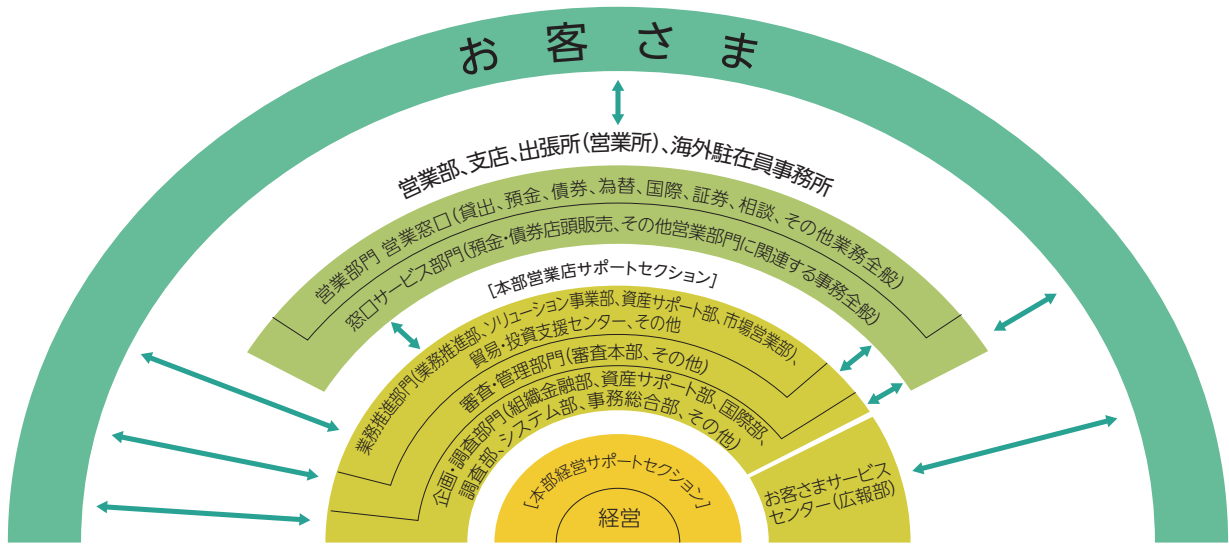 お客さま
営業部、支店、出張所(営業所)、海外駐在員事務所
営業部門 営業窓口(貸出、預金、債券、為替、国際、証券、相談、その他業務全般)
窓口サービス部門(預金・債券店頭販売、その他営業部門に関連する事務全般)
[本部営業店サポートセクション]
業務推進部門(業務推進部、ソリューション事業部、資産サポート部、市場営業部)、
貿易・投資支援センター、その他
審査・管理部門(審査本部、その他)
企画・調査部門(組織金融部、資産サポート部、国際部、
調査部、システム部、事務総合部、その他)
お客さまサービス
センター(広報部)
[本部経営サポートセクション]
経営